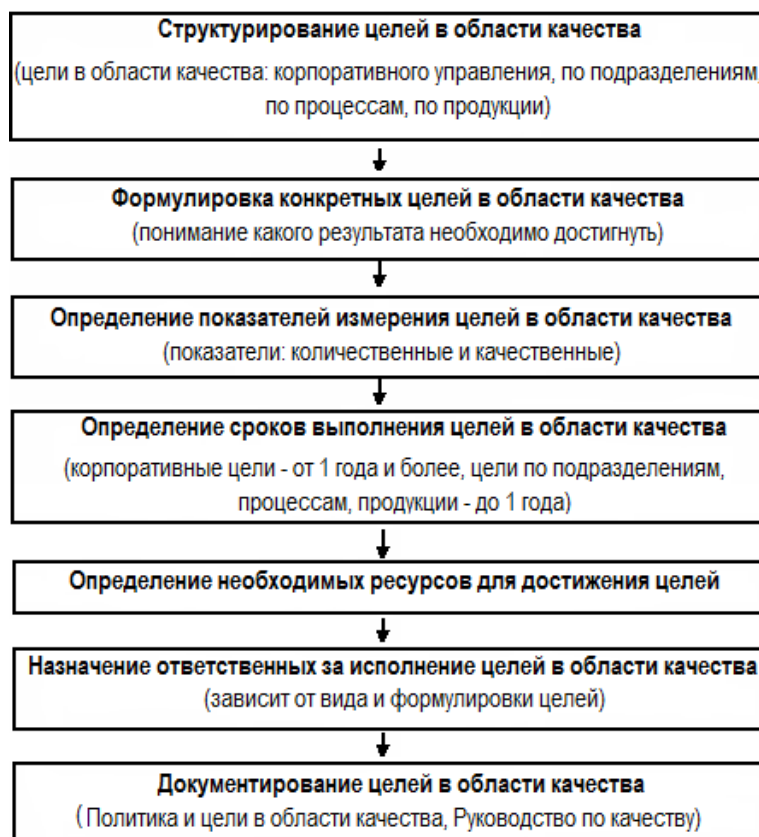 Структурирование целей в области качества
(цели в области качества: корпоративного управления, по подразделениям,
по процессам, по продукции)
Формулировка конкретных целей в области качества
(понимание какого результата необходимо достигнуть)
Определение показателей измерения целей в области качества
(показатели: количественные и качественные)
Определение сроков выполнения целей в области качества
(корпоративные цели - от 1 года и более, цели по подразделениям,
процессам, продукции - до 1 года)
Определение необходимых ресурсов для достижения целей
Назначение ответственных за исполнение целей в области качества
(зависит от вида и формулировки целей)
Документирование целей в области качества
( Политика и цели в области качества, Руководство по качеству)